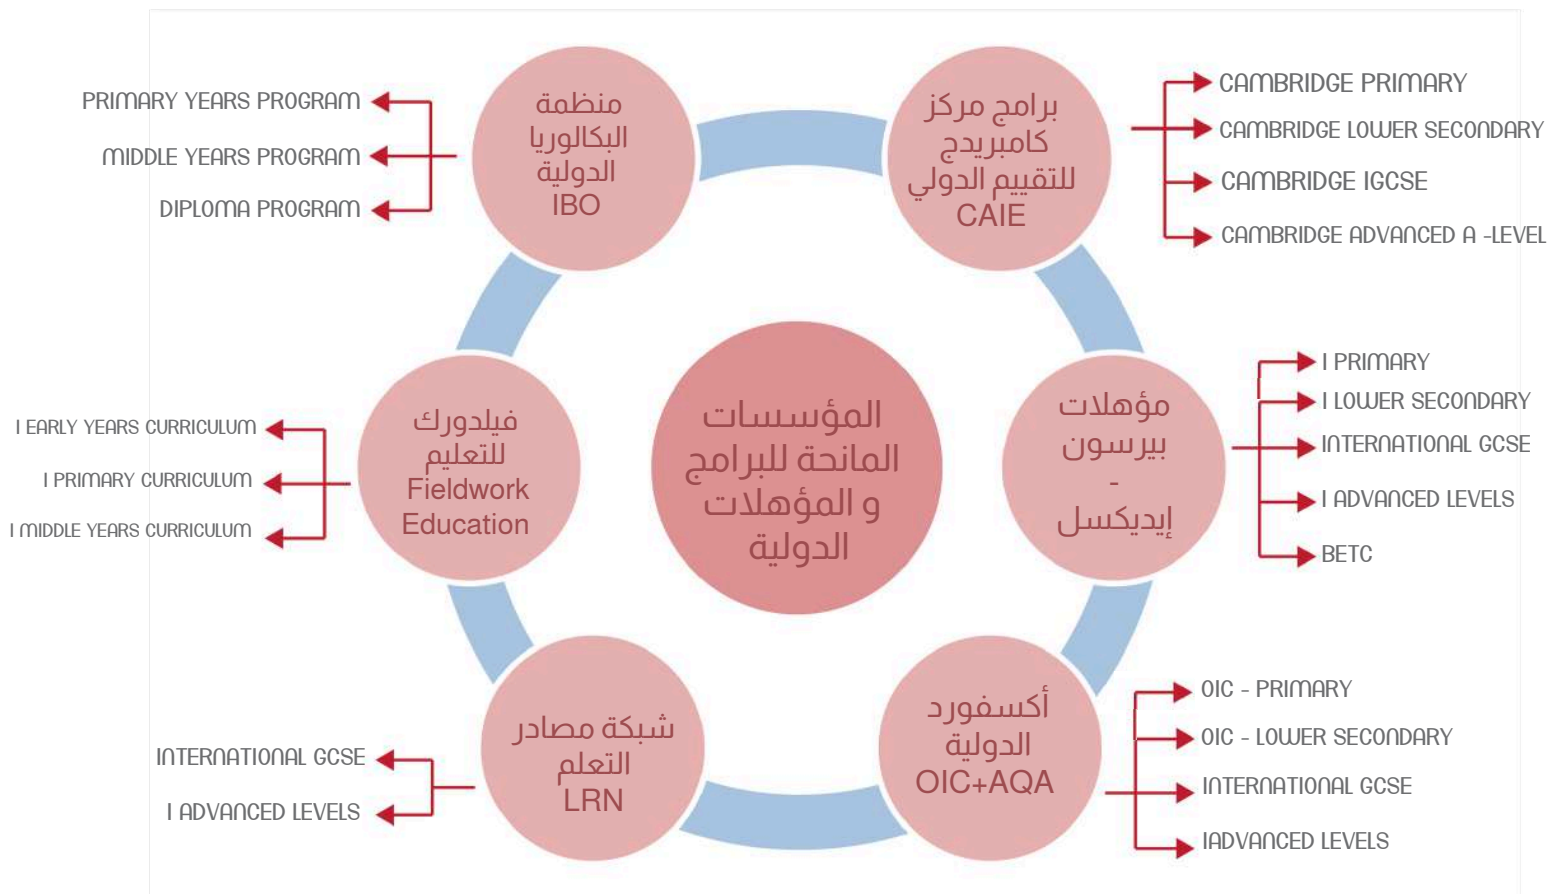 المؤسسات
المانحة للبرامج
و المؤهلات
الدولية
برامج مركز
كامبريدج
للتقييم الدولي
CAIE
CAMBRIDGE PRIMARY
CAMBRIDGE LOWER SECONDARY
CAMBRIDGE IGCSE
CAMBRIDGE ADVANCED A -LEVEL
مؤهلات
بيرسون
-
إيديكسل
I PRIMARY
I LOWER SECONDARY
INTERNATIONAL GCSE
I ADVANCED LEVELS
BETC
أكسفورد
الدولية
OIC+AQA
OIC - PRIMARY
OIC - LOWER SECONDARY
INTERNATIONAL GCSE
IADVANCED LEVELS
شبكة مصادر
التعلم
LRN
INTERNATIONAL GCSE
I ADVANCED LEVELS
فيلدورك
للتعليم
Fieldwork
Education
I EARLY YEARS CURRICULUM
I PRIMARY CURRICULUM
I MIDDLE YEARS CURRICULUM
منظمة
البكالوريا
الدولية
IBO
PRIMARY YEARS PROGRAM
MIDDLE YEARS PROGRAM
DIPLOMA PROGRAM